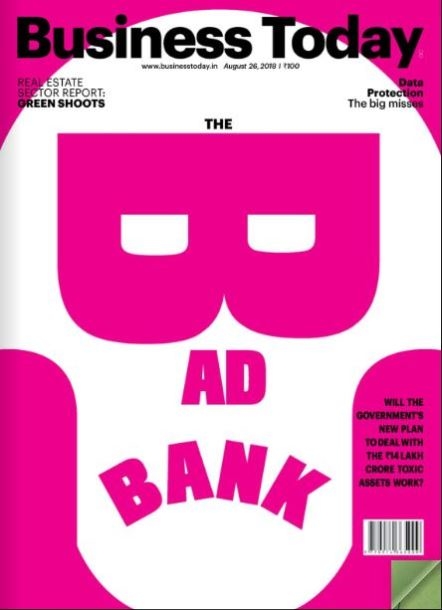 Business Today
www.businesstoday.in August 26, 2018 | ₹100
REAL ESTATE
SECTOR REPORT:
GREEN SHOOTS
Data
Protection
The big misses
THE
B
AD
BANK
WILL THE
GOVERNMENT'S
NEW PLAN
TO DEAL WITH
THE ₹14 LAKH
CRORE TOXIC
ASSETS WORK?